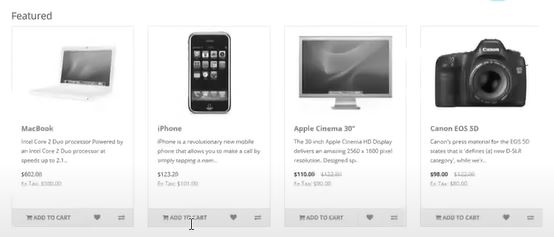 Featured
MacBook
Intel Core 2 Duo processor Powered by
an Intel Core 2 Duo processor at
speeds up to 2.1..
$602.00
Ex Tax: $500.00
ADD TO CART
iPhone
iPhone is a revolutionary new mobile
phone that allows you to make a call by
simply tapping a nam..
$123.20
Ex Tax: $101.00
ADD TO CART
Apple Cinema 30"
The 30-inch Apple Cinema HD Display
delivers an amazing 2560 x 1600 pixel
resolution. Designed sp..
$110.00 $122.00
Ex Tax: $90.00
ADD TO CART
Canon EOS 5D
Canon's press material for the EOS 5D
states that it 'defines (a) new D-SLR
category', while we'r..
$98.00 $122.00
Ex Tax: $80.00
ADD TO CART